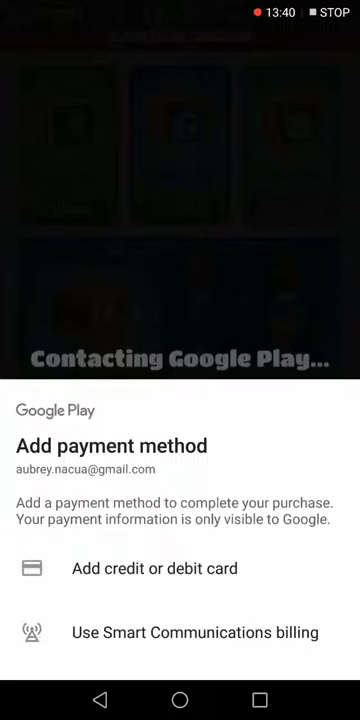 13:40 STOP
Contacting Google Play...
Google Play
Add payment method
aubrey.nacua@gmail.com
Add a payment method to complete your purchase.
Your payment information is only visible to Google.
Add credit or debit card
Use Smart Communications billing